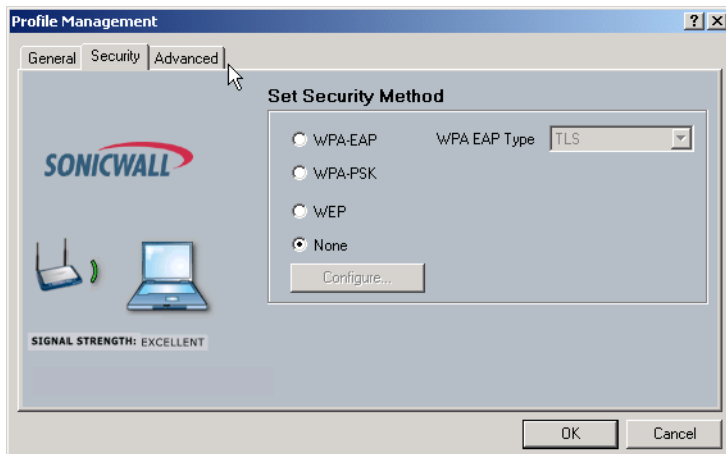 Profile Management
General Security Advanced
Set Security Method
WPA-EAP WPA EAP Type TLS
SONICWALL
WPA-PSK
WEP
None
Configure...
SIGNAL STRENGTH: EXCELLENT
OK Cancel